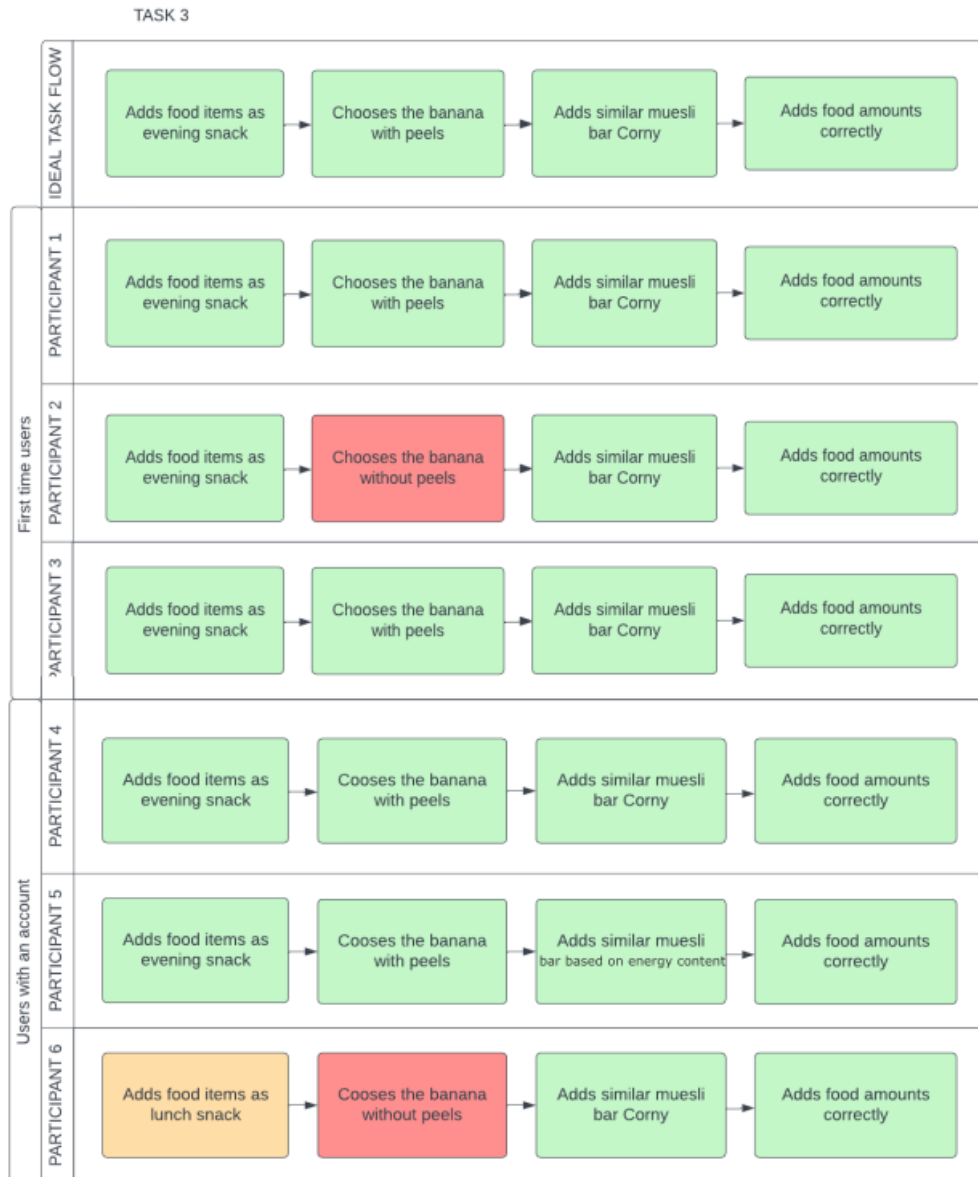 TASK 3
IDEAL TASK FLOW
Adds food items as
evening snack
Chooses the banana
with peels
Adds similar muesli
bar Corny
Adds food amounts
correctly
First time users
PARTICIPANT 1
Adds food items as
evening snack
Chooses the banana
with peels
Adds similar muesli
bar Corny
Adds food amounts
correctly
PARTICIPANT 2
Adds food items as
evening snack
Chooses the banana
without peels
Adds similar muesli
bar Corny
Adds food amounts
correctly
PARTICIPANT 3
Adds food items as
evening snack
Chooses the banana
with peels
Adds similar muesli
bar Corny
Adds food amounts
correctly
Users with an account
PARTICIPANT 4
Adds food items as
evening snack
Cooses the banana
with peels
Adds similar muesli
bar Corny
Adds food amounts
correctly
PARTICIPANT 5
Adds food items as
evening snack
Cooses the banana
with peels
Adds similar muesli
bar based on energy content
Adds food amounts
correctly
PARTICIPANT 6
Adds food items as
lunch snack
Cooses the banana
without peels
Adds similar muesli
bar Corny
Adds food amounts
correctly